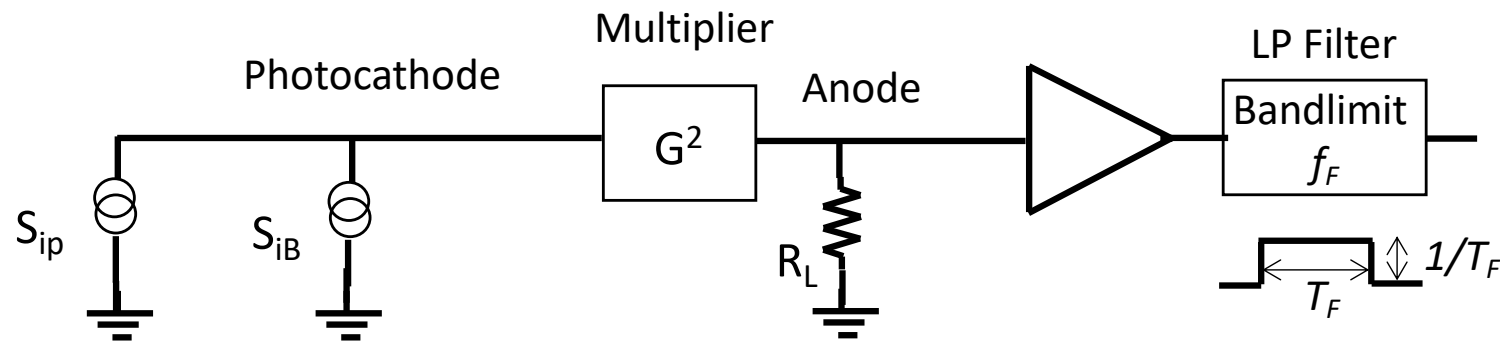 Multiplier
LP Filter
Photocathode
Anode
Bandlimit
f_F
G²
S_ip
S_iB
R_L
1/T_F
T_F